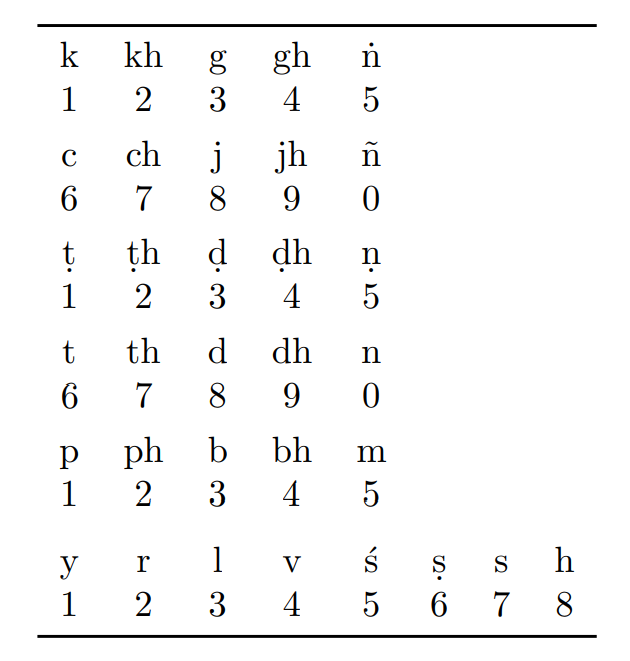 k kh g gh ṅ
1 2 3 4 5
c ch j jh ñ
6 7 8 9 0
ṭ ṭh ḍ ḍh ṇ
1 2 3 4 5
t th d dh n
6 7 8 9 0
p ph b bh m
1 2 3 4 5
y r l v ś ṣ s h
1 2 3 4 5 6 7 8